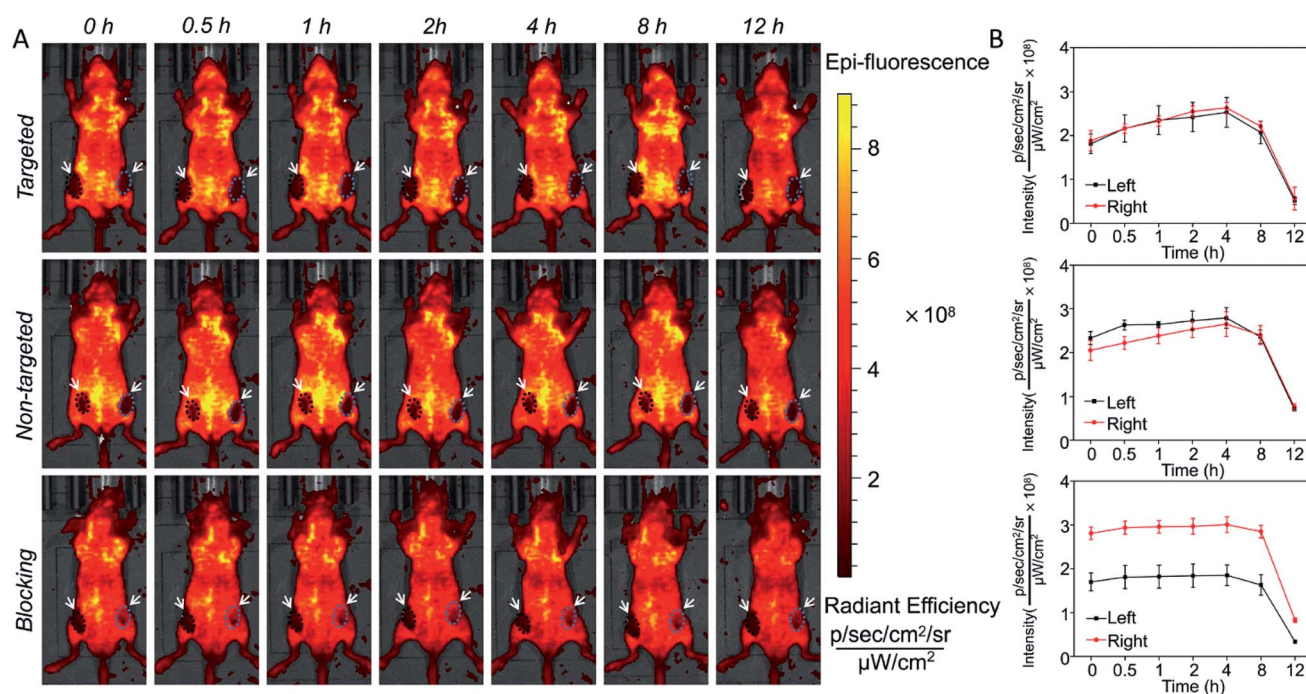 A
0 h 0.5 h 1 h 2h 4 h 8 h 12 h
Targeted
Non-targeted
Blocking
Epi-fluorescence
8
6
× 10⁸
4
2
Radiant Efficiency
p/sec/cm²/sr
µW/cm²
B
Intensity( p/sec/cm²/sr
µW/cm² × 10⁸)
4
3
2
1
0
Left
Right
0 0.5 1 2 4 8 12
Time (h)
Intensity( p/sec/cm²/sr
µW/cm² × 10⁸)
4
3
2
1
0
Left
Right
0 0.5 1 2 4 8 12
Time (h)
Intensity( p/sec/cm²/sr
µW/cm² × 10⁸)
4
3
2
1
0
Left
Right
0 0.5 1 2 4 8 12
Time (h)